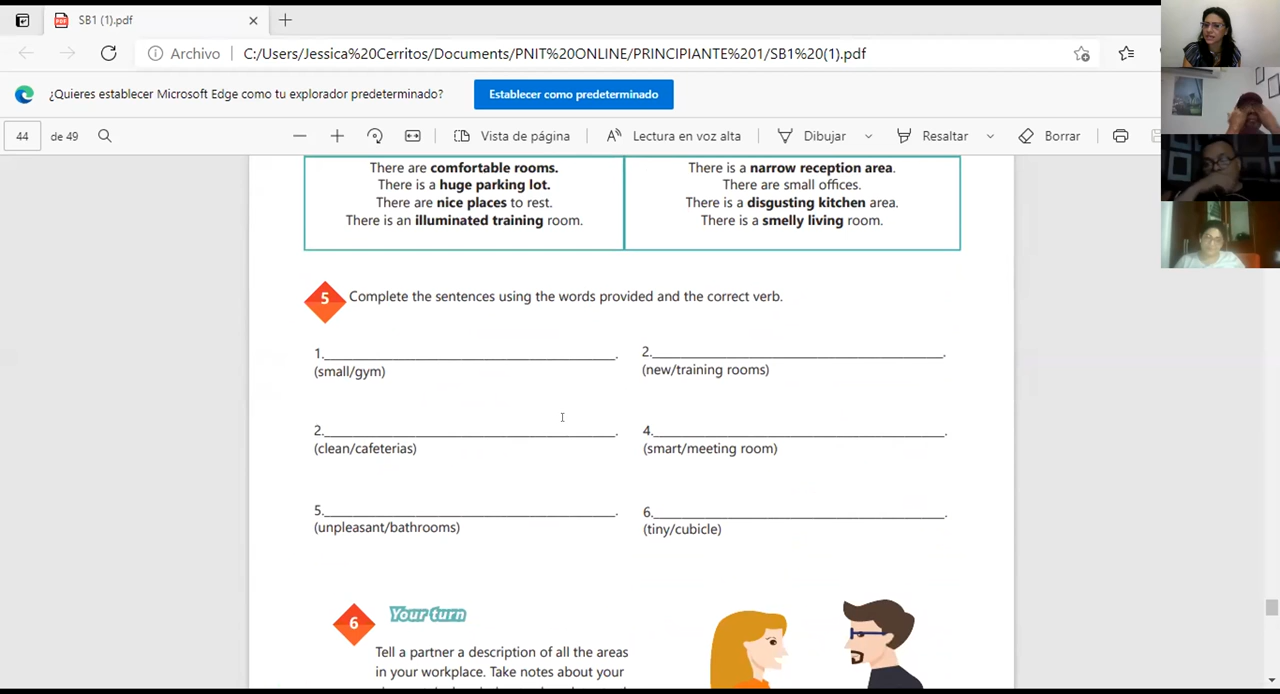 SB1 (1).pdf
Archivo
C:/Users/Jessica%20Cerritos/Documents/PNIT%20ONLINE/PRINCIPIANTE%201/SB1%20(1).pdf
¿Quieres establecer Microsoft Edge como tu explorador predeterminado?
Establecer como predeterminado
44 de 49
Vista de página
Lectura en voz alta
Dibujar
Resaltar
Borrar
There are comfortable rooms.
There is a huge parking lot.
There are nice places to rest.
There is an illuminated training room.
There is a narrow reception area.
There are small offices.
There is a disgusting kitchen area.
There is a smelly living room.
5 Complete the sentences using the words provided and the correct verb.
1.____________________________________.
(small/gym)
2.____________________________________.
(new/training rooms)
2.____________________________________.
(clean/cafeterias)
4.____________________________________.
(smart/meeting room)
5.____________________________________.
(unpleasant/bathrooms)
6.____________________________________.
(tiny/cubicle)
6 Your turn
Tell a partner a description of all the areas
in your workplace. Take notes about your